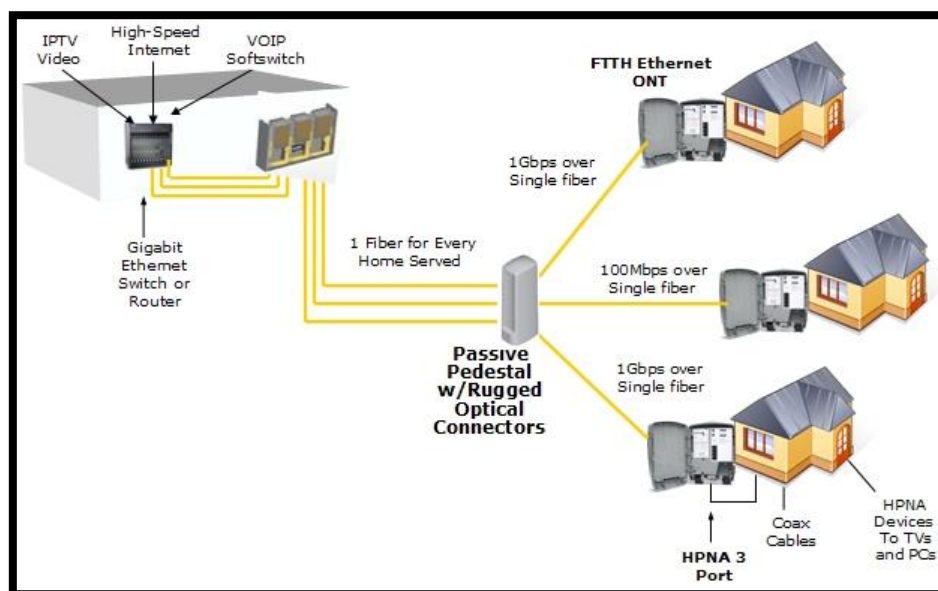 IPTV
Video
High-Speed
Internet
VOIP
Softswitch
Gigabit
Ethernet
Switch or
Router
1 Fiber for Every
Home Served
Passive
Pedestal
w/Rugged
Optical
Connectors
FTTH Ethernet
ONT
1Gbps over
Single fiber
100Mbps over
Single fiber
1Gbps over
Single fiber
HPNA 3
Port
Coax
Cables
HPNA
Devices
To TVs
and PCs